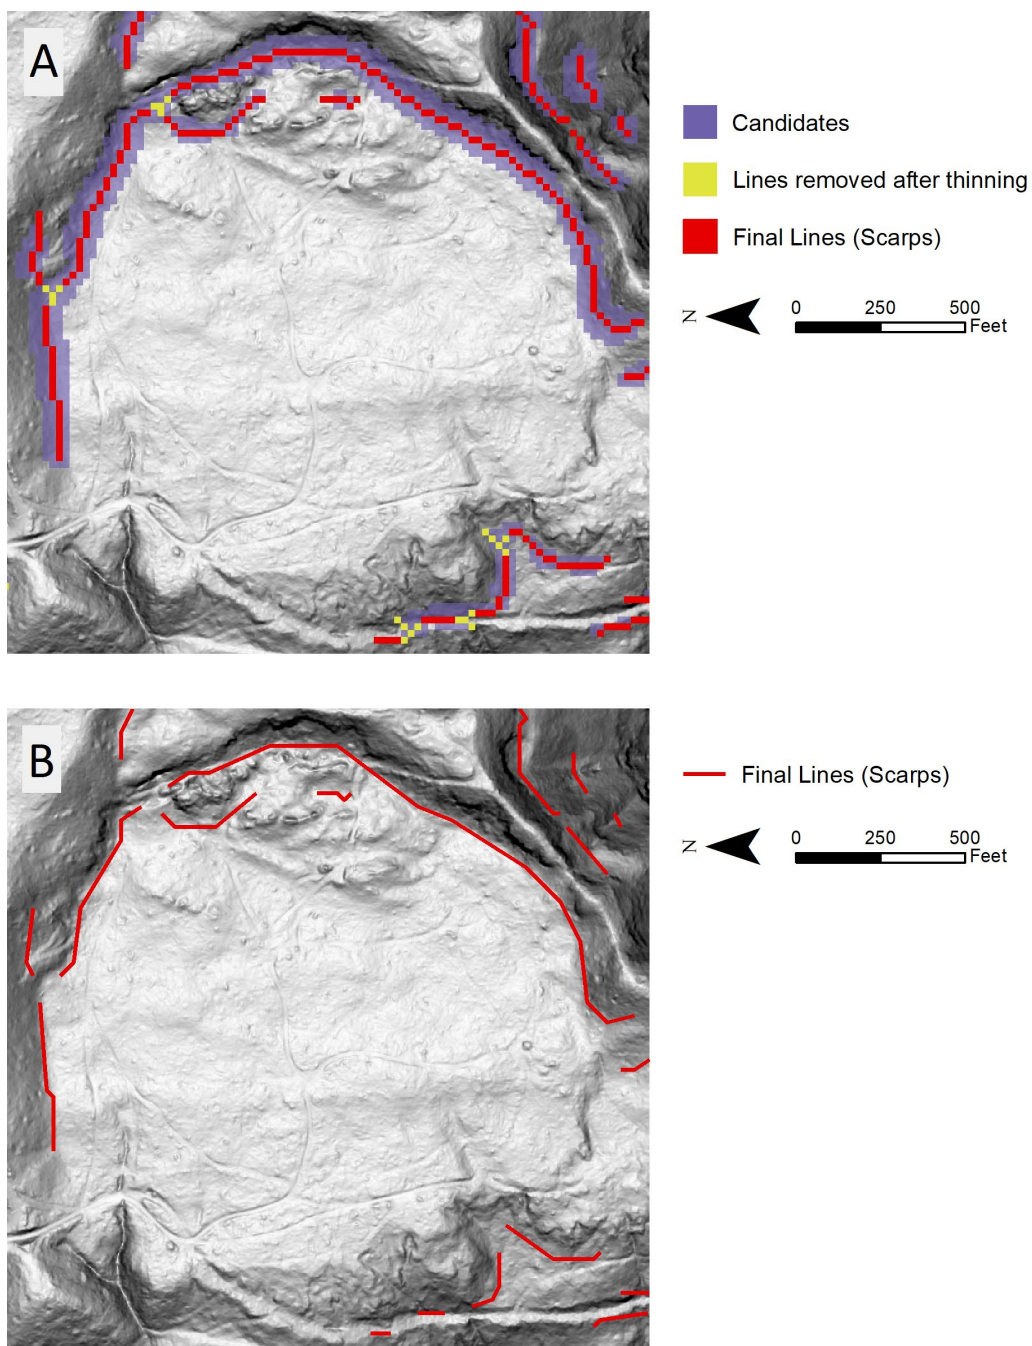 A
Candidates
Lines removed after thinning
Final Lines (Scarps)
N
0 250 500
Feet
B
Final Lines (Scarps)
N
0 250 500
Feet